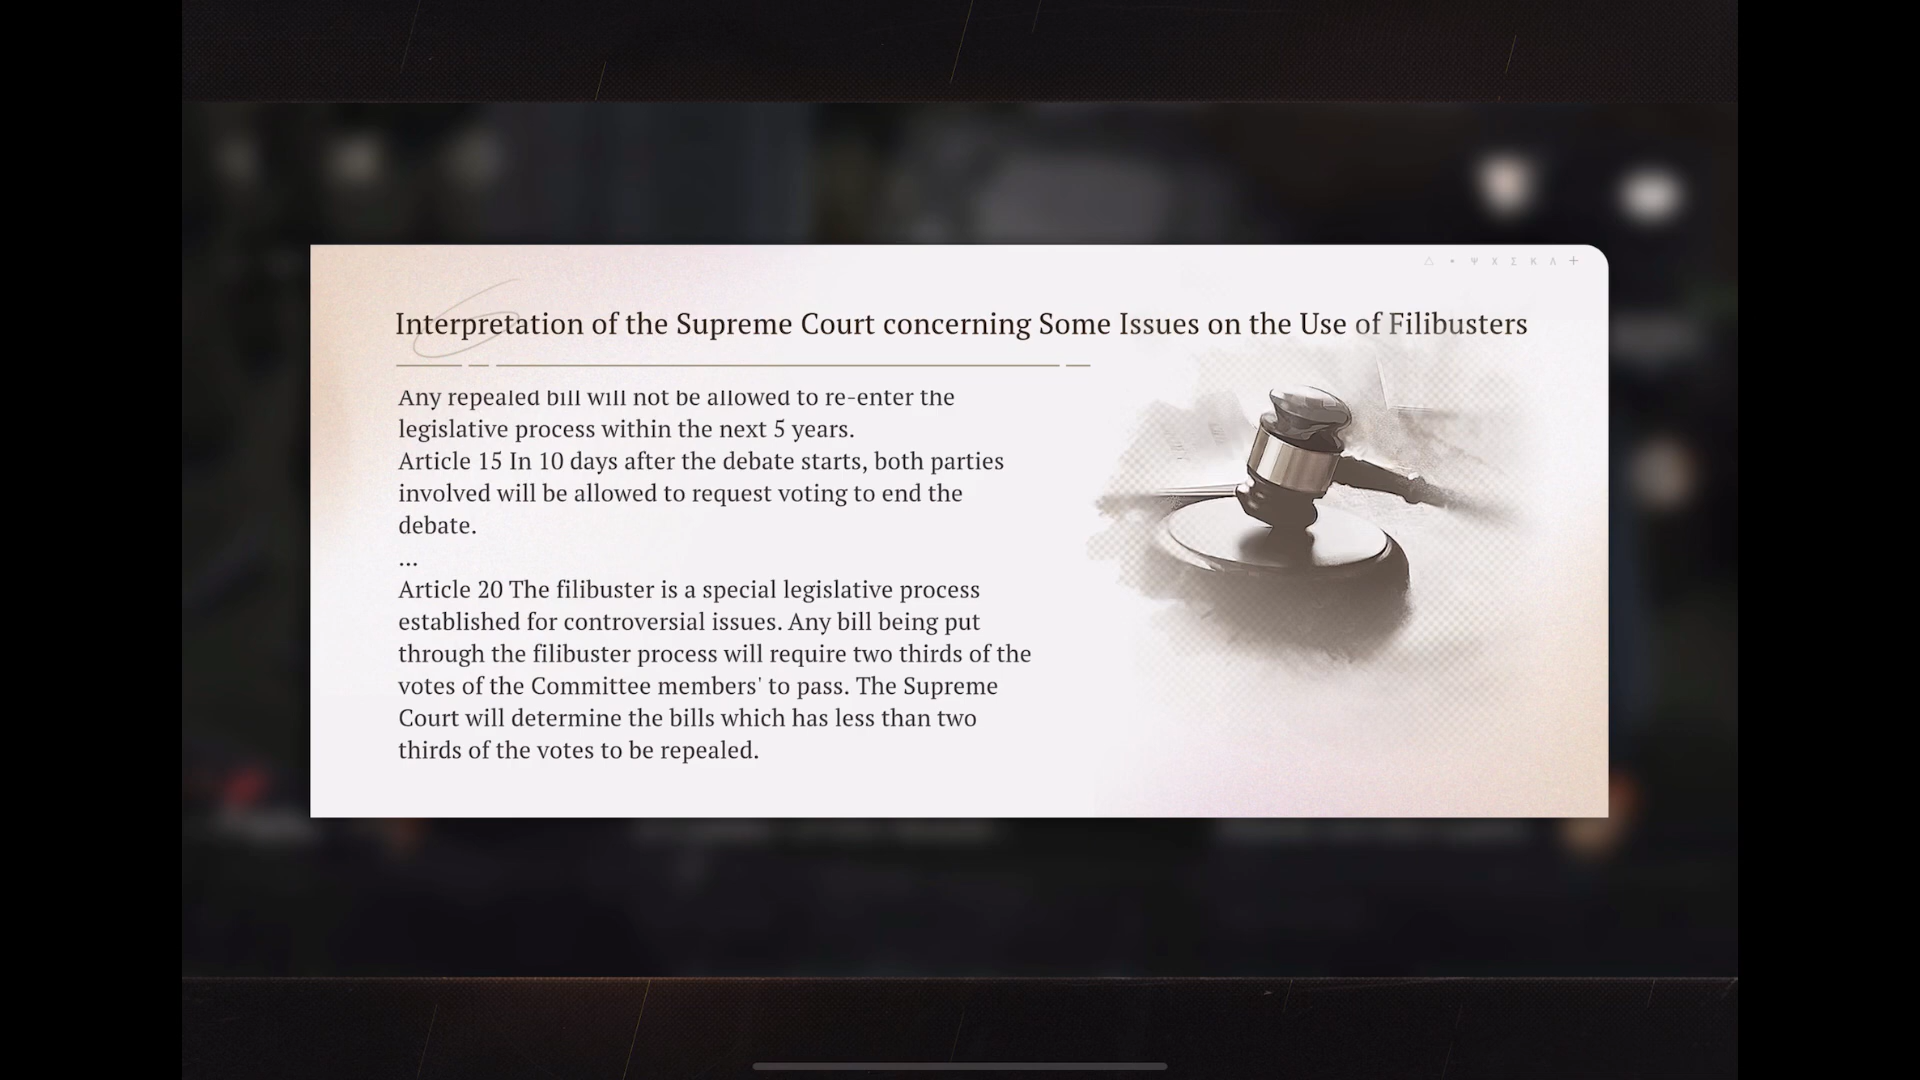 △ • Ψ X Σ K Λ +
Interpretation of the Supreme Court concerning Some Issues on the Use of Filibusters
Any repealed bill will not be allowed to re-enter the
legislative process within the next 5 years.
Article 15 In 10 days after the debate starts, both parties
involved will be allowed to request voting to end the
debate.
...
Article 20 The filibuster is a special legislative process
established for controversial issues. Any bill being put
through the filibuster process will require two thirds of the
votes of the Committee members' to pass. The Supreme
Court will determine the bills which has less than two
thirds of the votes to be repealed.